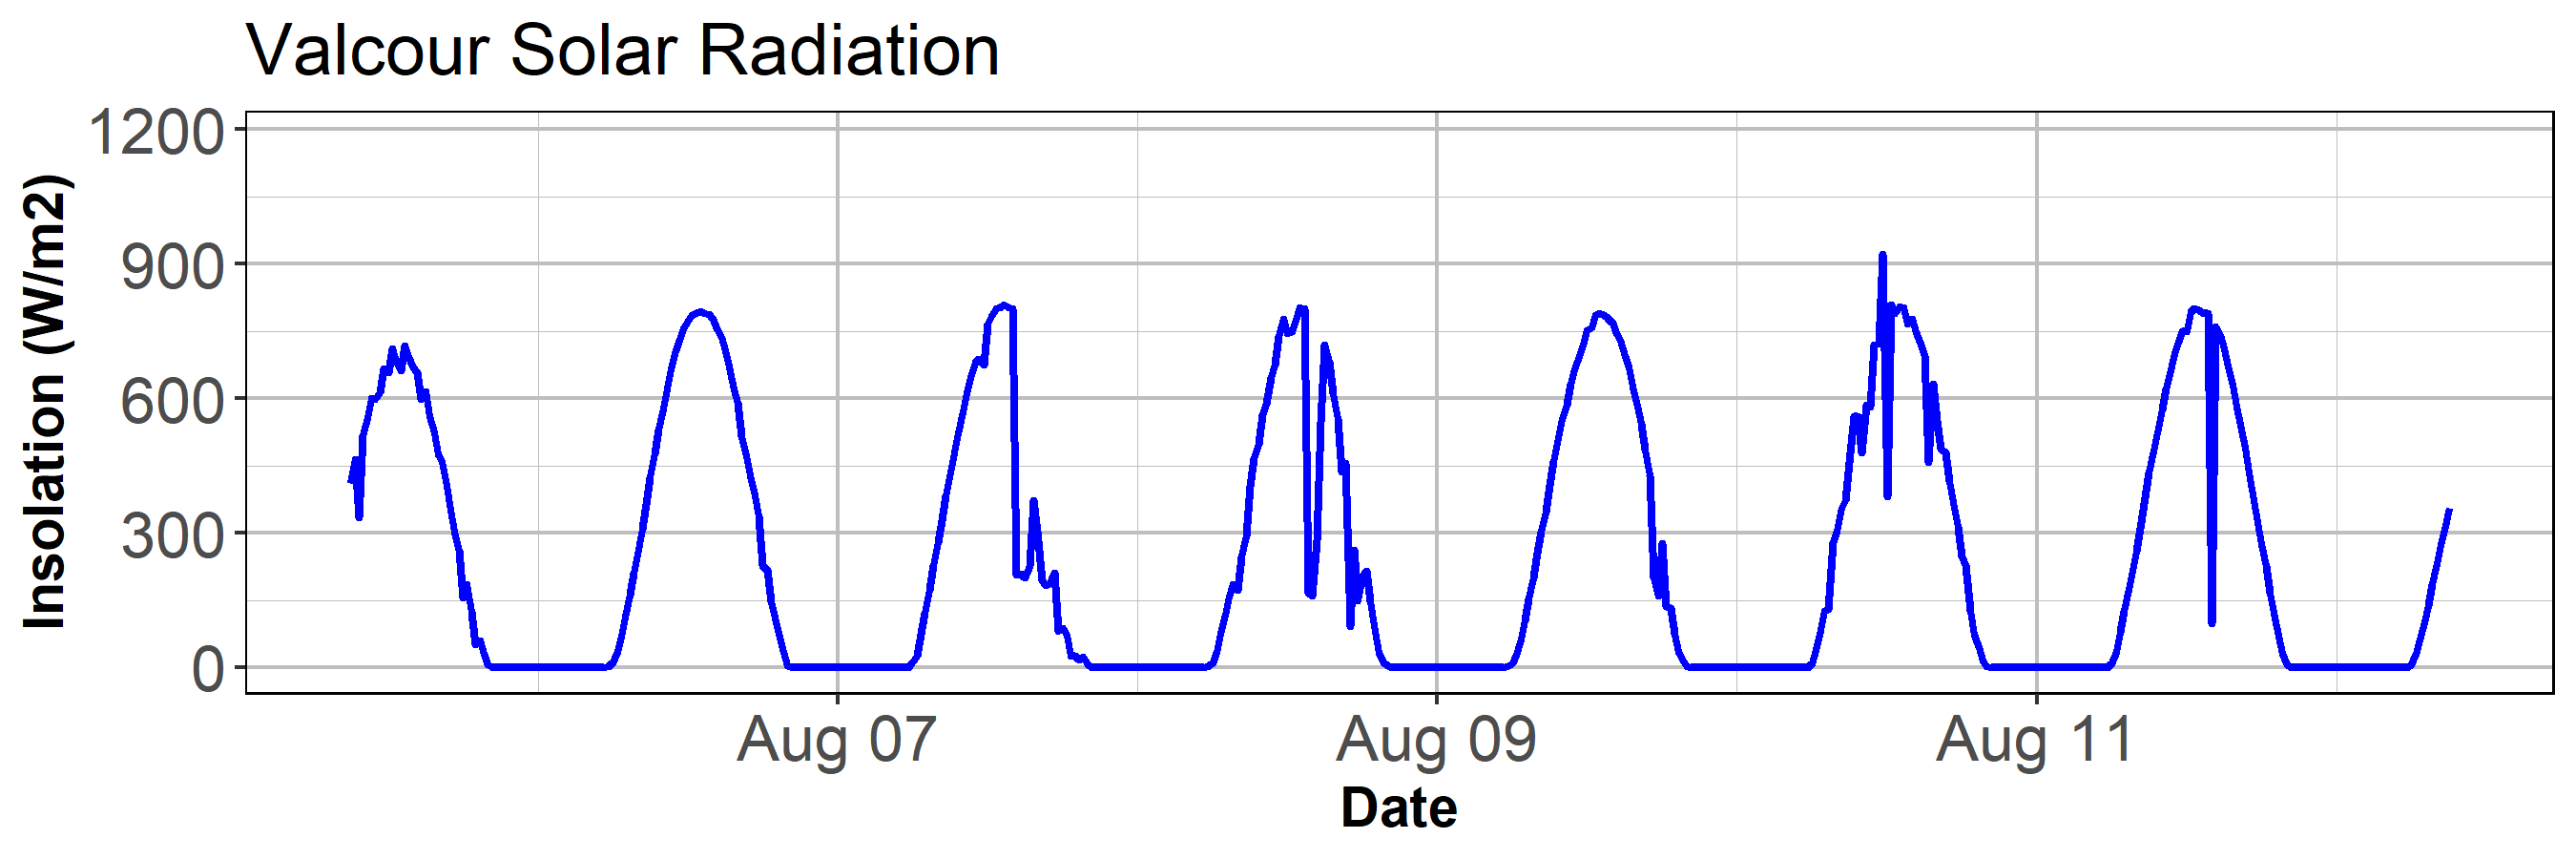 Valcour Solar Radiation
1200
900
600
300
0
Insolation (W/m2)
Aug 07 Aug 09 Aug 11
Date